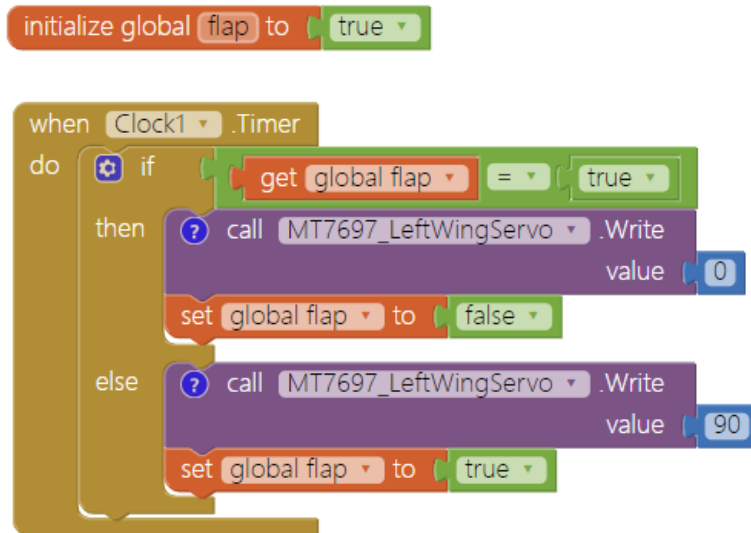 initialize global flap to true
when Clock1 .Timer
do if get global flap = true
then ? call MT7697_LeftWingServo .Write
value 0
set global flap to false
else ? call MT7697_LeftWingServo .Write
value 90
set global flap to true